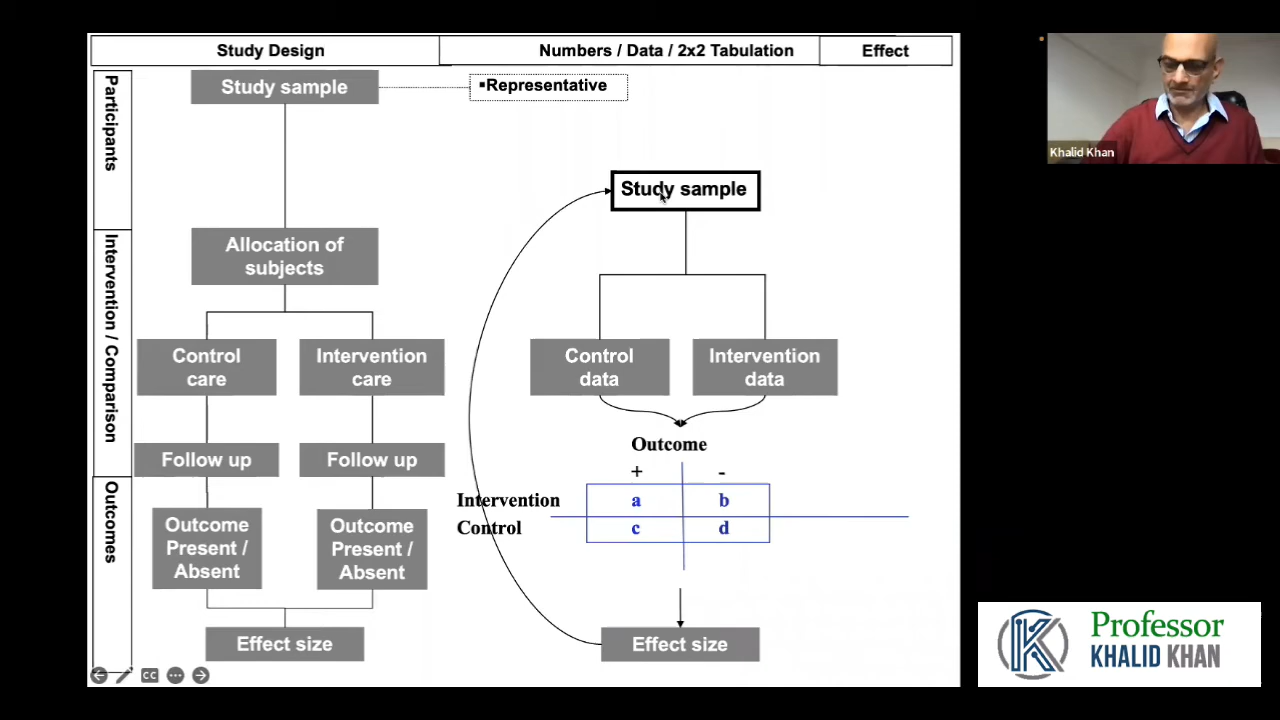 Study Design
Numbers / Data / 2x2 Tabulation
Effect
Participants
Study sample
▪Representative
Study sample
Intervention / Comparison
Allocation of
subjects
Control
care
Intervention
care
Control
data
Intervention
data
Follow up
Follow up
Outcome
+ -
Intervention a b
Control c d
Outcomes
Outcome
Present /
Absent
Outcome
Present /
Absent
Effect size
Effect size
CC
Khalid Khan
K
Professor
KHALID KHAN